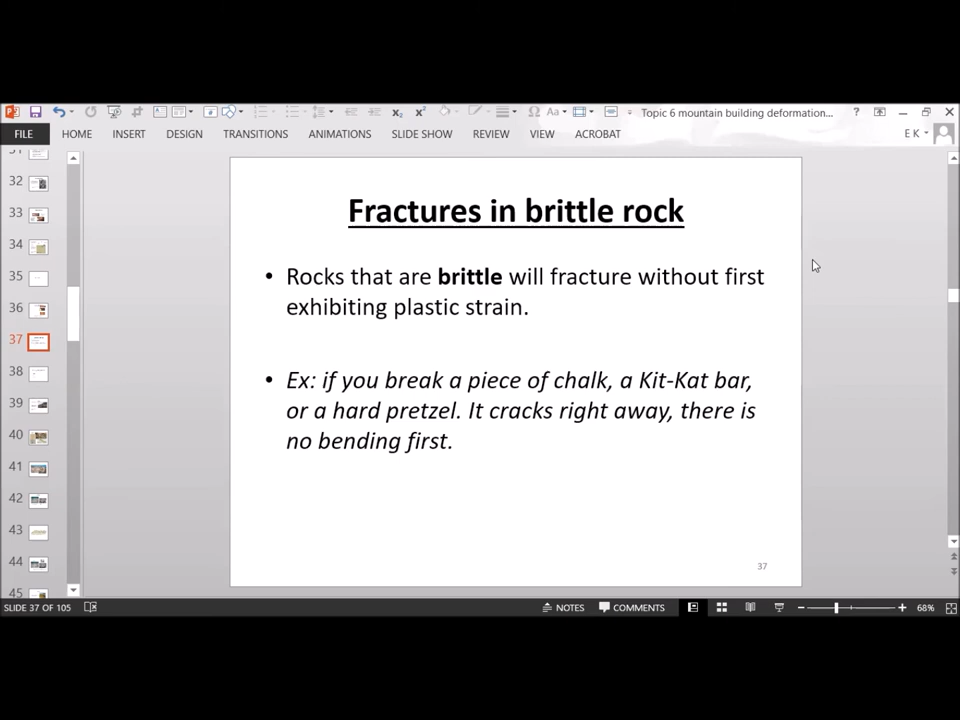 Topic 6 mountain building deformation...
FILE HOME INSERT DESIGN TRANSITIONS ANIMATIONS SLIDE SHOW REVIEW VIEW ACROBAT E K
32
33
34
35
36
37
38
39
40
41
42
43
44
45
Fractures in brittle rock
• Rocks that are brittle will fracture without first
exhibiting plastic strain.
• Ex: if you break a piece of chalk, a Kit-Kat bar,
or a hard pretzel. It cracks right away, there is
no bending first.
37
SLIDE 37 OF 105 NOTES COMMENTS 68%